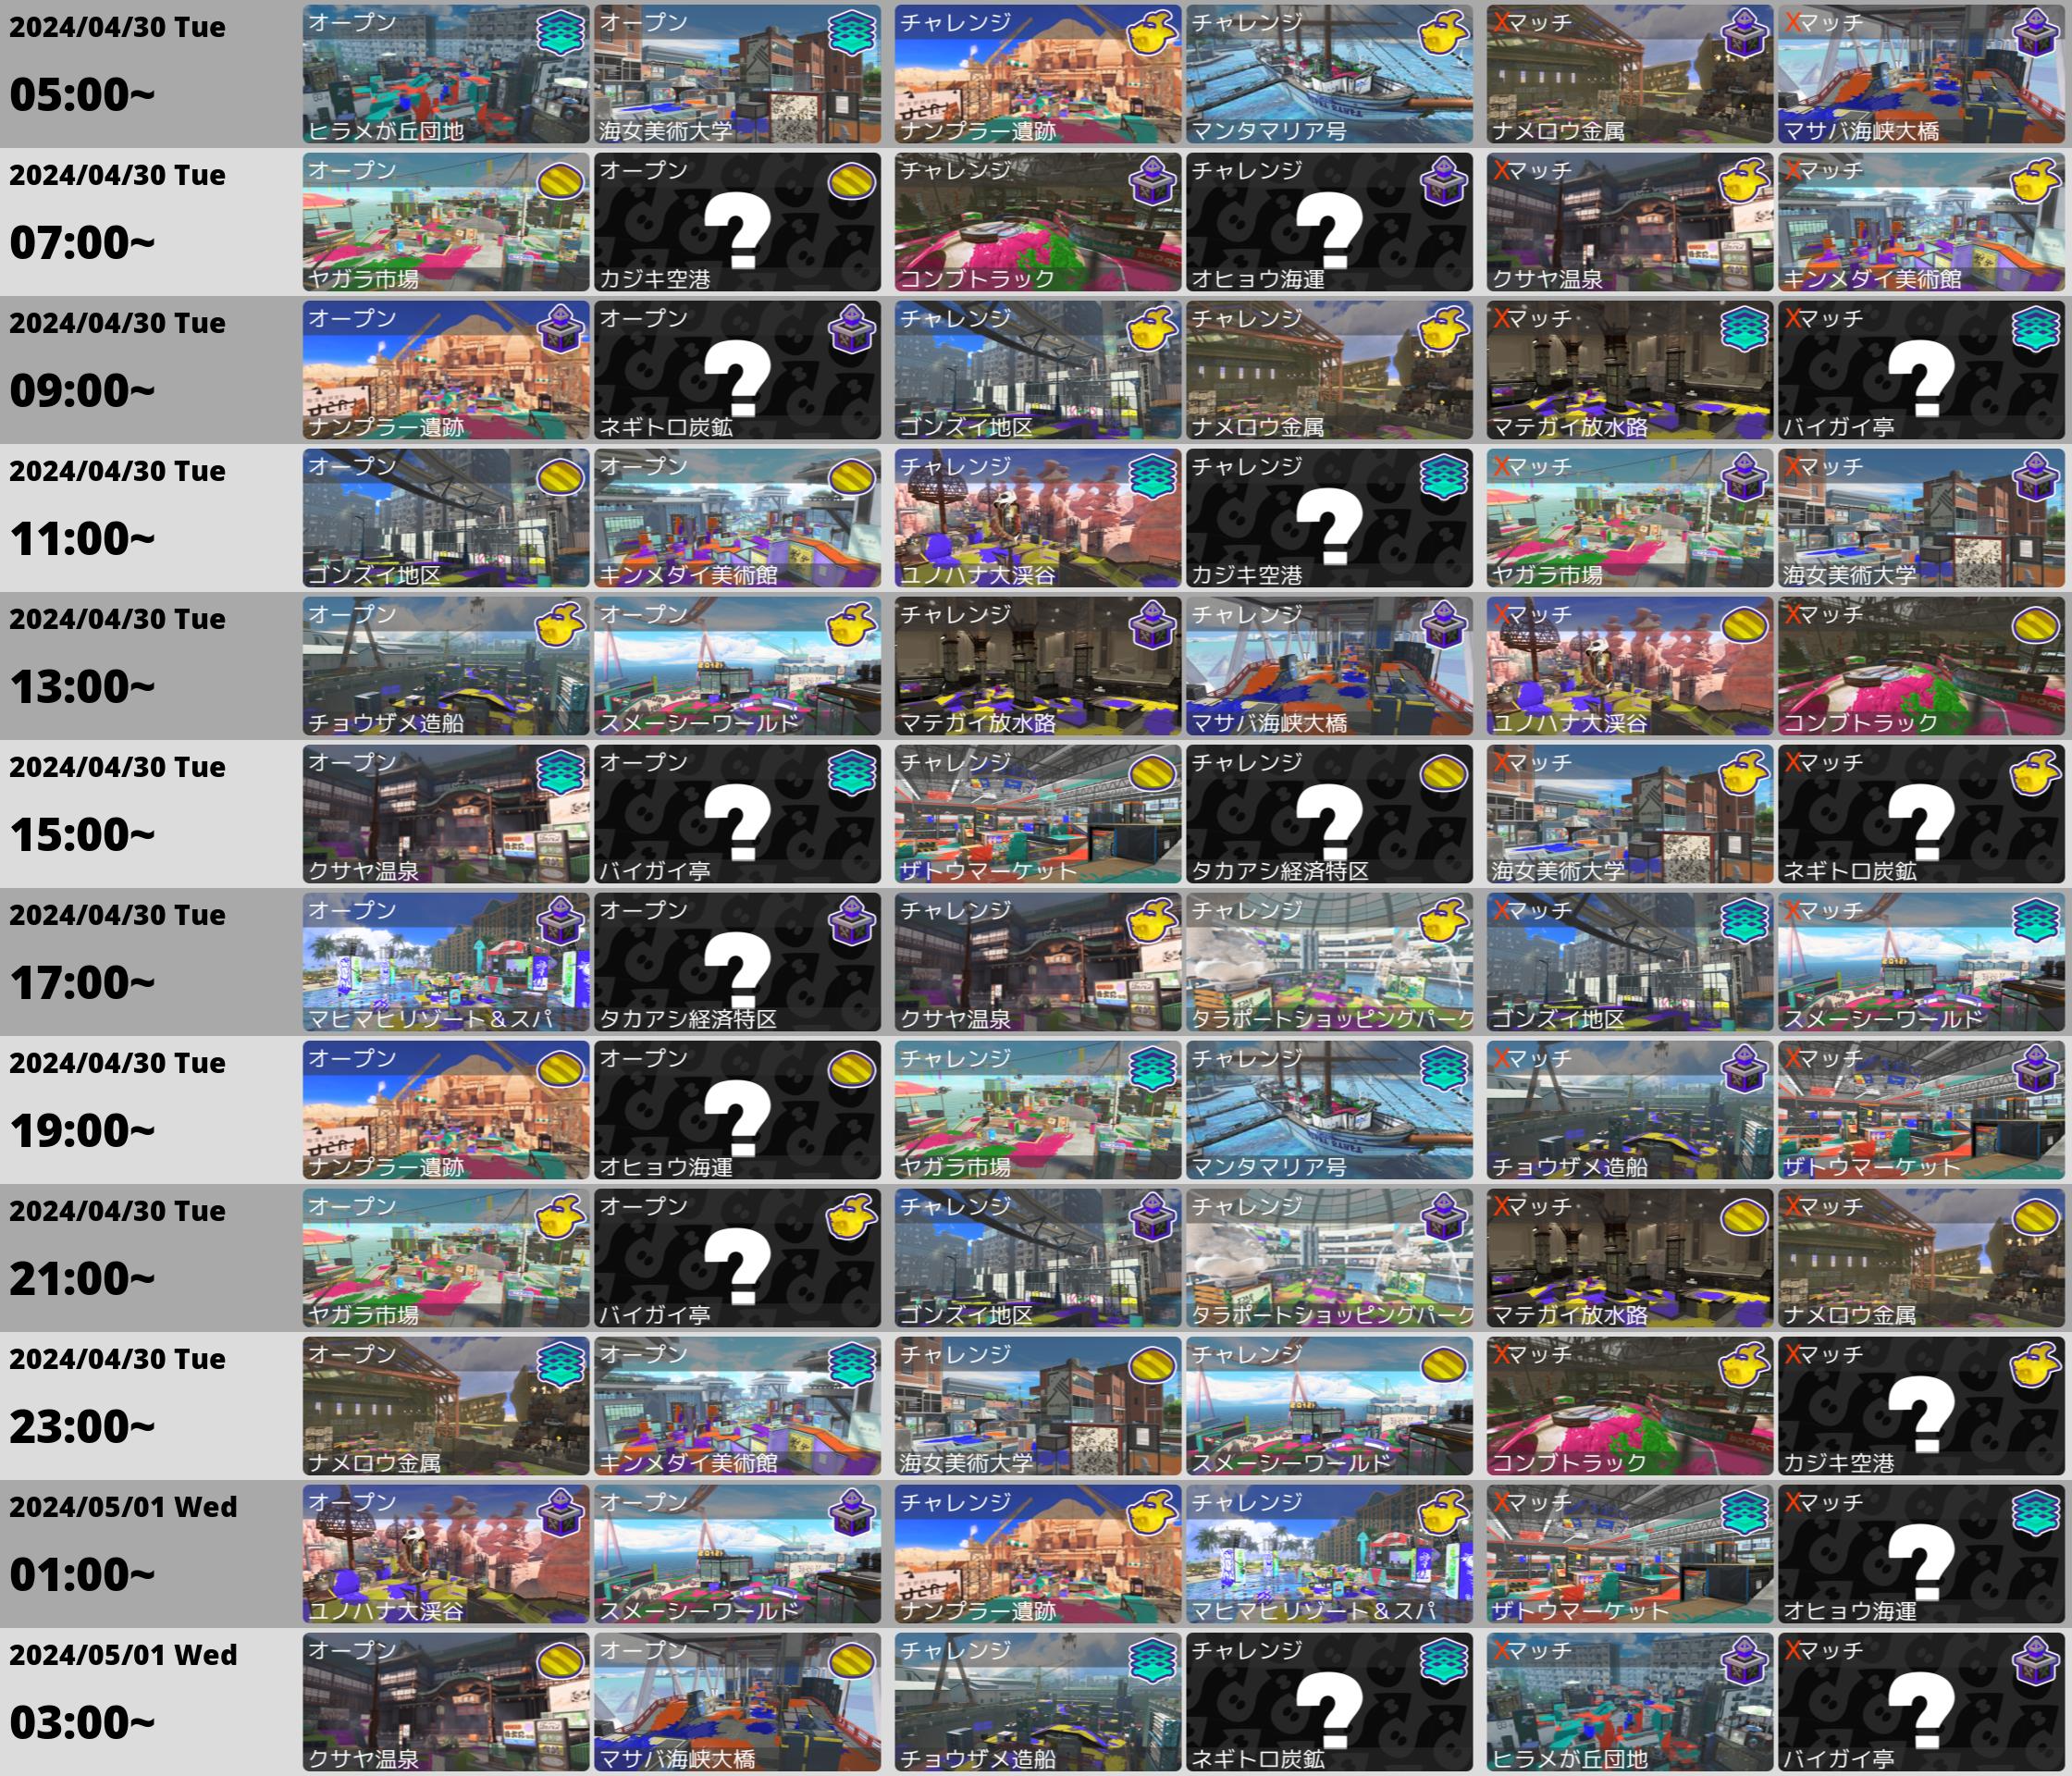 2024/04/30 Tue
05:00~
オープン オープン チャレンジ チャレンジ Xマッチ Xマッチ
ヒラメが丘団地 海女美術大学 ナンプラー遺跡 マンタマリア号 ナメロウ金属 マサバ海峡大橋
2024/04/30 Tue
07:00~
オープン オープン チャレンジ チャレンジ Xマッチ Xマッチ
? ?
ヤガラ市場 カジキ空港 コンブトラック オヒョウ海運 クサヤ温泉 キンメダイ美術館
2024/04/30 Tue
09:00~
オープン オープン チャレンジ チャレンジ Xマッチ Xマッチ
? ?
ナンプラー遺跡 ネギトロ炭鉱 ゴンズイ地区 ナメロウ金属 マテガイ放水路 バイガイ亭
2024/04/30 Tue
11:00~
オープン オープン チャレンジ チャレンジ Xマッチ Xマッチ
?
ゴンズイ地区 キンメダイ美術館 ユノハナ大渓谷 カジキ空港 ヤガラ市場 海女美術大学
2024/04/30 Tue
13:00~
オープン オープン チャレンジ チャレンジ Xマッチ Xマッチ
チョウザメ造船 スメーシーワールド マテガイ放水路 マサバ海峡大橋 ユノハナ大渓谷 コンブトラック
2024/04/30 Tue
15:00~
オープン オープン チャレンジ チャレンジ Xマッチ Xマッチ
? ? ?
クサヤ温泉 バイガイ亭 ザトウマーケット タカアシ経済特区 海女美術大学 ネギトロ炭鉱
2024/04/30 Tue
17:00~
オープン オープン チャレンジ チャレンジ Xマッチ Xマッチ
?
マヒマヒリゾート＆スパ タカアシ経済特区 クサヤ温泉 タラポートショッピングパーク ゴンズイ地区 スメーシーワールド
2024/04/30 Tue
19:00~
オープン オープン チャレンジ チャレンジ Xマッチ Xマッチ
?
ナンプラー遺跡 オヒョウ海運 ヤガラ市場 マンタマリア号 チョウザメ造船 ザトウマーケット
2024/04/30 Tue
21:00~
オープン オープン チャレンジ チャレンジ Xマッチ Xマッチ
?
ヤガラ市場 バイガイ亭 ゴンズイ地区 タラポートショッピングパーク マテガイ放水路 ナメロウ金属
2024/04/30 Tue
23:00~
オープン オープン チャレンジ チャレンジ Xマッチ Xマッチ
?
ナメロウ金属 キンメダイ美術館 海女美術大学 スメーシーワールド コンブトラック カジキ空港
2024/05/01 Wed
01:00~
オープン オープン チャレンジ チャレンジ Xマッチ Xマッチ
?
ユノハナ大渓谷 スメーシーワールド ナンプラー遺跡 マヒマヒリゾート＆スパ ザトウマーケット オヒョウ海運
2024/05/01 Wed
03:00~
オープン オープン チャレンジ チャレンジ Xマッチ Xマッチ
? ?
クサヤ温泉 マサバ海峡大橋 チョウザメ造船 ネギトロ炭鉱 ヒラメが丘団地 バイガイ亭